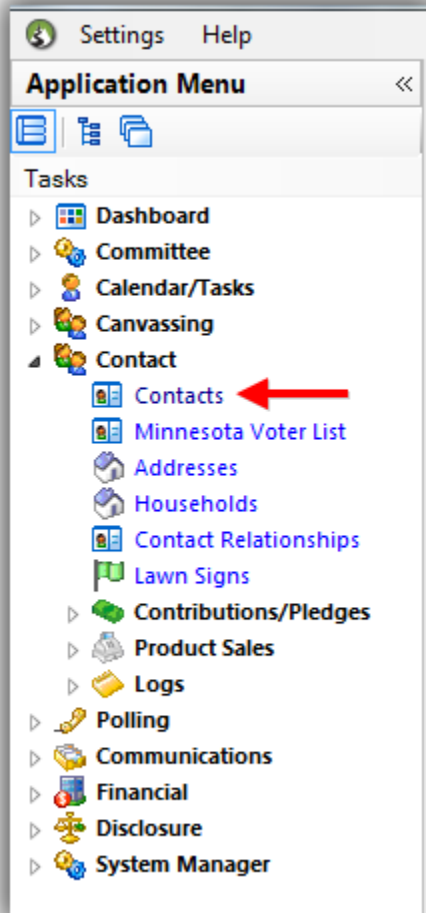 Settings Help
Application Menu
Tasks
Dashboard
Committee
Calendar/Tasks
Canvassing
Contact
Contacts
Minnesota Voter List
Addresses
Households
Contact Relationships
Lawn Signs
Contributions/Pledges
Product Sales
Logs
Polling
Communications
Financial
Disclosure
System Manager